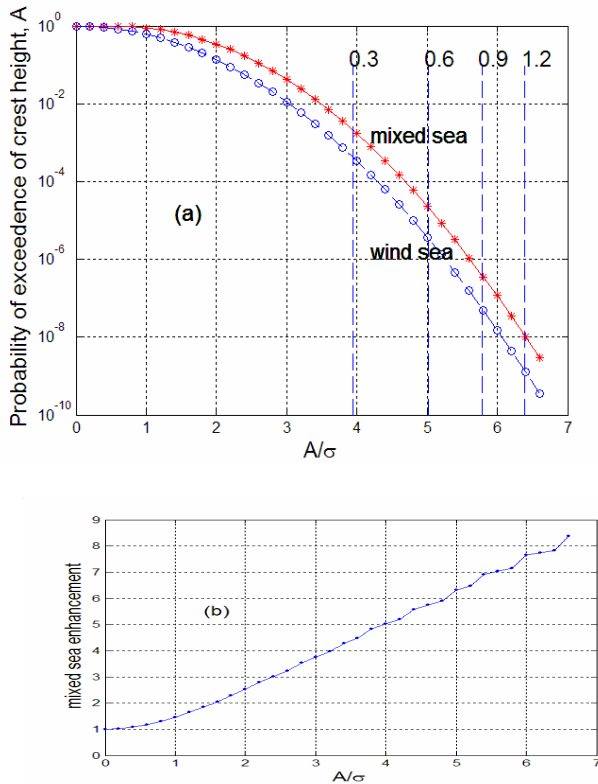 Probability of exceedence of crest height, A
10^0
10^-2
10^-4
10^-6
10^-8
10^-10
0.3 0.6 0.9 1.2
mixed sea
(a)
wind sea
0 1 2 3 4 5 6 7
A/σ
mixed sea enhancement
9
8
7
6
5
4
3
2
1
0
(b)
0 1 2 3 4 5 6 7
A/σ